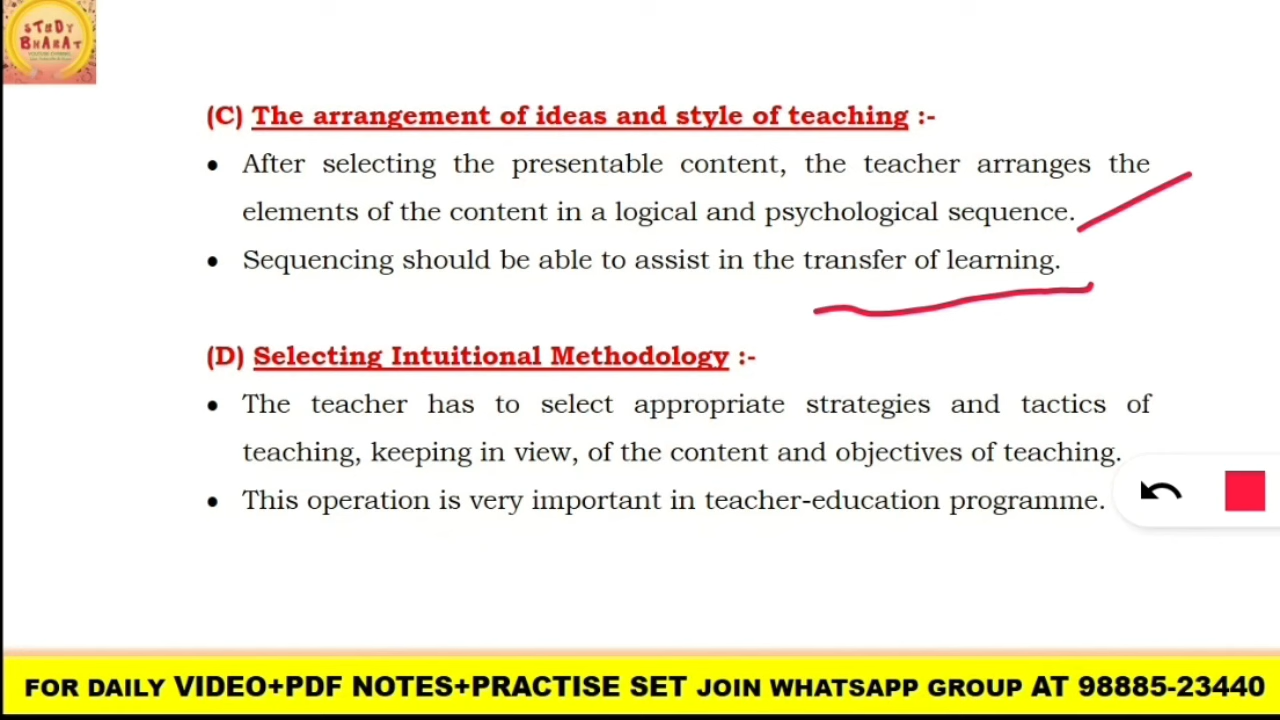 STUDY
BHARAT
YOUTUBE CHANNEL
(C) The arrangement of ideas and style of teaching :-
• After selecting the presentable content, the teacher arranges the
elements of the content in a logical and psychological sequence.
• Sequencing should be able to assist in the transfer of learning.
(D) Selecting Intuitional Methodology :-
• The teacher has to select appropriate strategies and tactics of
teaching, keeping in view, of the content and objectives of teaching.
• This operation is very important in teacher-education programme.
FOR DAILY VIDEO+PDF NOTES+PRACTISE SET JOIN WHATSAPP GROUP AT 98885-23440